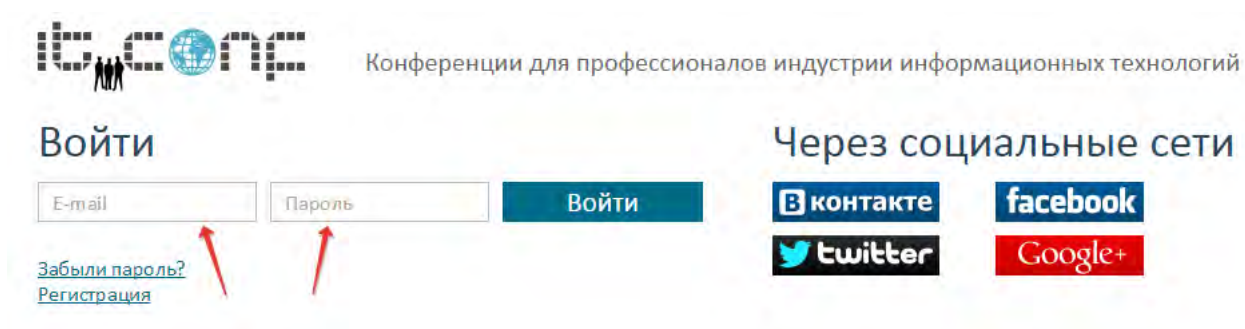 it.conf
Конференции для профессионалов индустрии информационных технологий
Войти
Через социальные сети
E-mail
Пароль
Войти
В контакте
facebook
twitter
Google+
Забыли пароль?
Регистрация